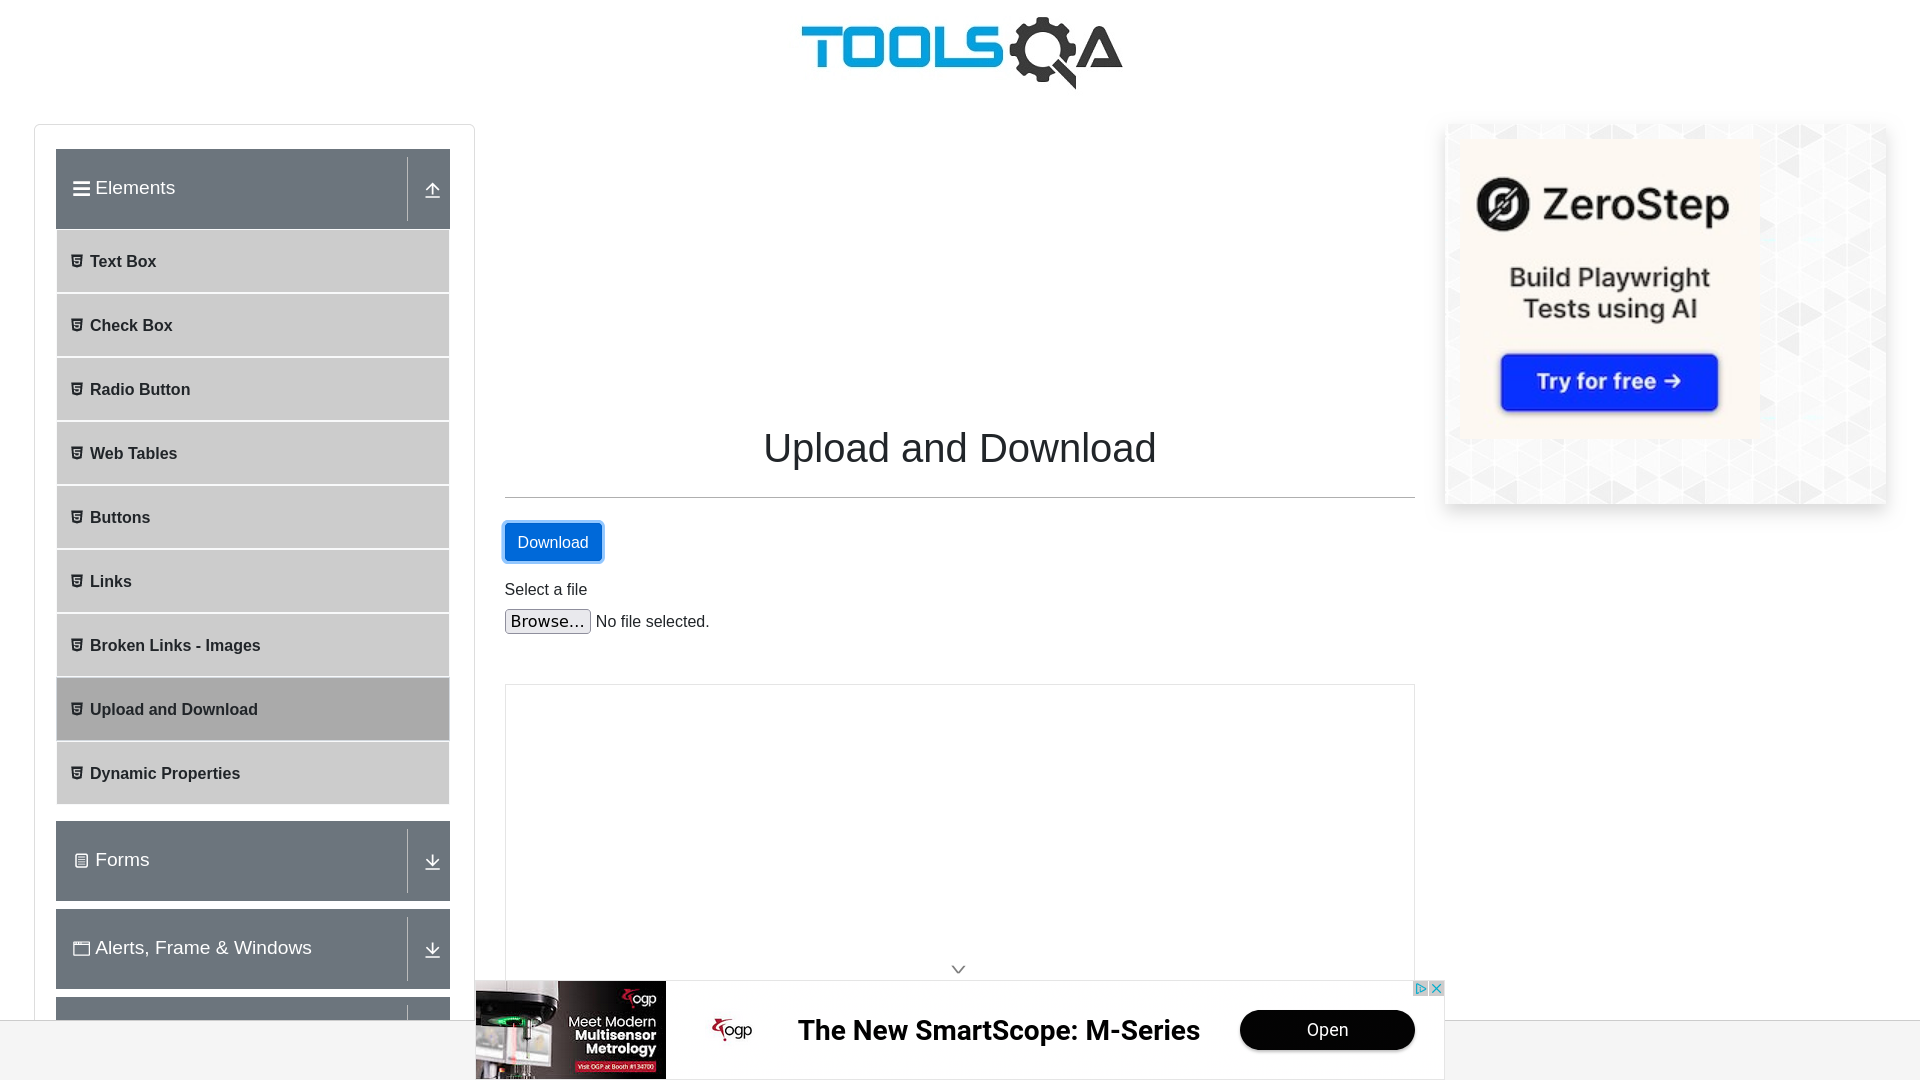 TOOLSQA
Elements
Text Box
Check Box
Radio Button
Web Tables
Buttons
Links
Broken Links - Images
Upload and Download
Dynamic Properties
Forms
Alerts, Frame & Windows
Upload and Download
Download
Select a file
Browse... No file selected.
ZeroStep
Build Playwright
Tests using AI
Try for free →
ogp
Meet Modern
Multisensor
Metrology
Visit OGP at Booth #134700
ogp
The New SmartScope: M-Series
Open